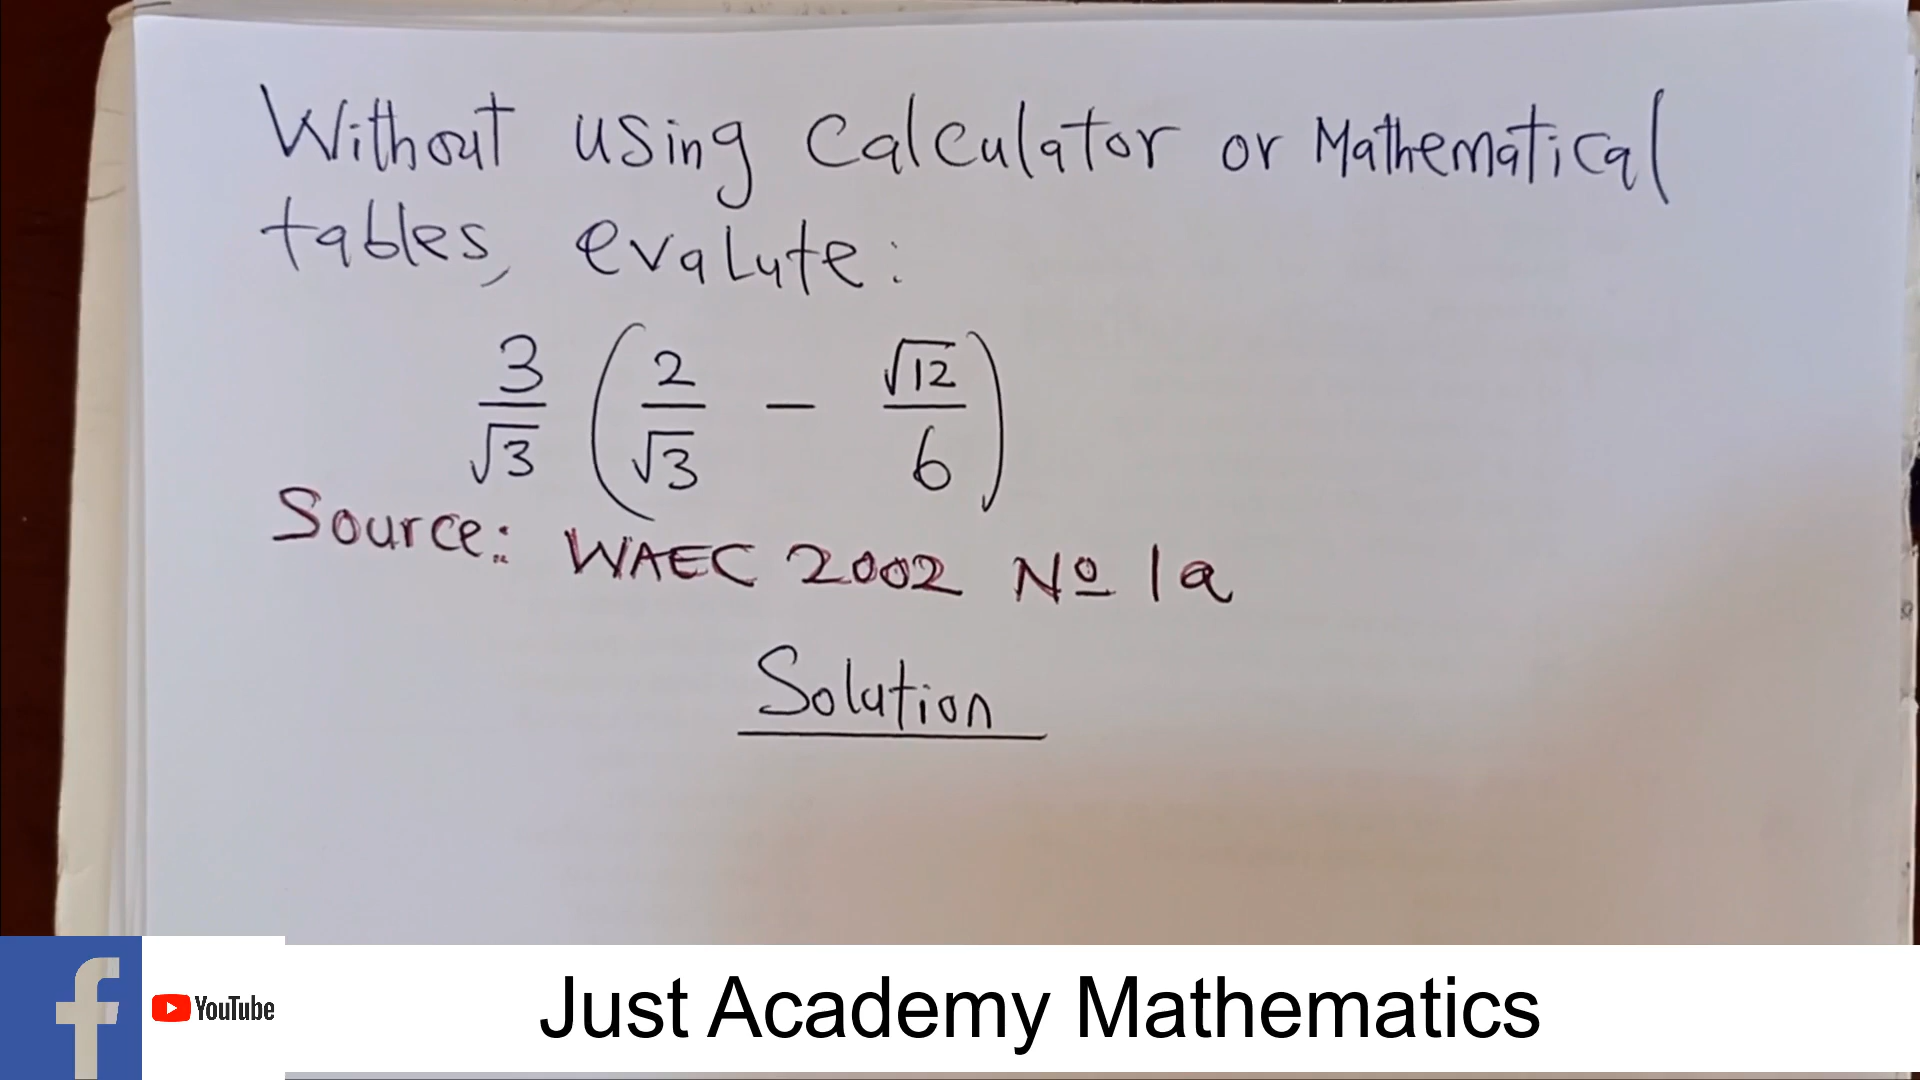 Without using Calculator or Mathematical
tables, evalute:
3/√3 (2/√3 - √12/6)
Source: WAEC 2002 Nº 1a
Solution
f YouTube Just Academy Mathematics